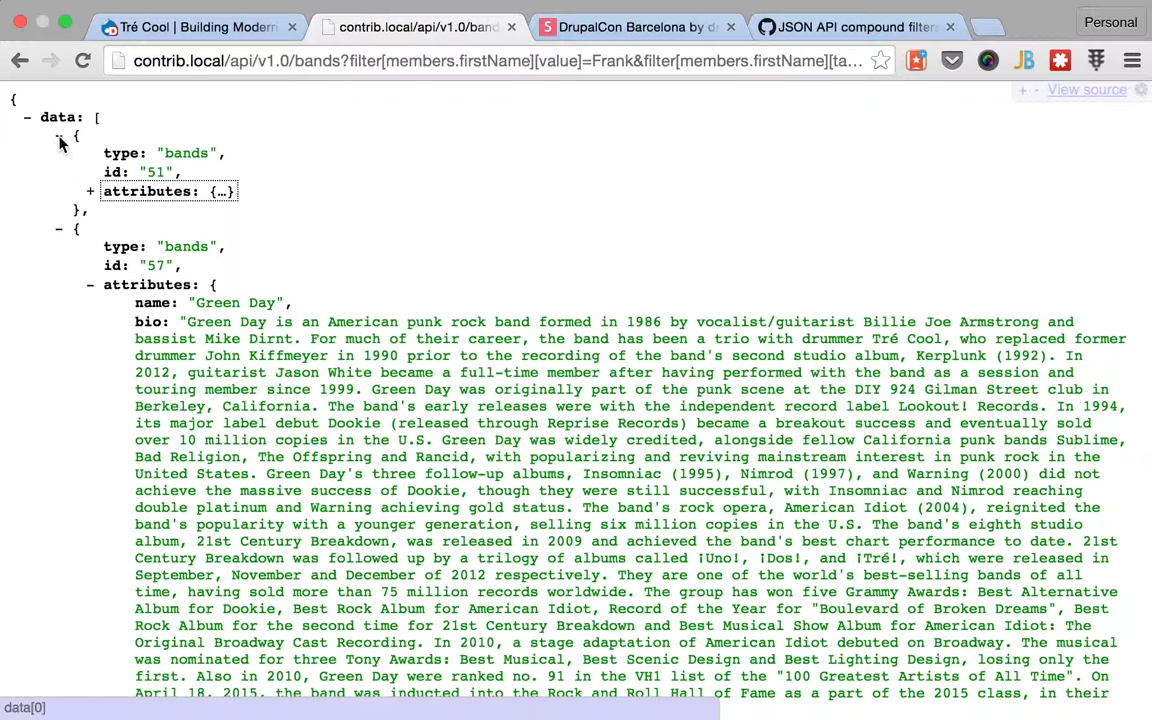 Tré Cool | Building Modern
contrib.local/api/v1.0/band
DrupalCon Barcelona by dr
JSON API compound filters
Personal
contrib.local/api/v1.0/bands?filter[members.firstName][value]=Frank&filter[members.firstName][ta...
JB
+ - View source
{
- data: [
- {
type: "bands",
id: "51",
+ attributes: {…}
},
- {
type: "bands",
id: "57",
- attributes: {
name: "Green Day",
bio: "Green Day is an American punk rock band formed in 1986 by vocalist/guitarist Billie Joe Armstrong and
bassist Mike Dirnt. For much of their career, the band has been a trio with drummer Tré Cool, who replaced former
drummer John Kiffmeyer in 1990 prior to the recording of the band's second studio album, Kerplunk (1992). In
2012, guitarist Jason White became a full-time member after having performed with the band as a session and
touring member since 1999. Green Day was originally part of the punk scene at the DIY 924 Gilman Street club in
Berkeley, California. The band's early releases were with the independent record label Lookout! Records. In 1994,
its major label debut Dookie (released through Reprise Records) became a breakout success and eventually sold
over 10 million copies in the U.S. Green Day was widely credited, alongside fellow California punk bands Sublime,
Bad Religion, The Offspring and Rancid, with popularizing and reviving mainstream interest in punk rock in the
United States. Green Day's three follow-up albums, Insomniac (1995), Nimrod (1997), and Warning (2000) did not
achieve the massive success of Dookie, though they were still successful, with Insomniac and Nimrod reaching
double platinum and Warning achieving gold status. The band's rock opera, American Idiot (2004), reignited the
band's popularity with a younger generation, selling six million copies in the U.S. The band's eighth studio
album, 21st Century Breakdown, was released in 2009 and achieved the band's best chart performance to date. 21st
Century Breakdown was followed up by a trilogy of albums called ¡Uno!, ¡Dos!, and ¡Tré!, which were released in
September, November and December of 2012 respectively. They are one of the world's best-selling bands of all
time, having sold more than 75 million records worldwide. The group has won five Grammy Awards: Best Alternative
Album for Dookie, Best Rock Album for American Idiot, Record of the Year for "Boulevard of Broken Dreams", Best
Rock Album for the second time for 21st Century Breakdown and Best Musical Show Album for American Idiot: The
Original Broadway Cast Recording. In 2010, a stage adaptation of American Idiot debuted on Broadway. The musical
was nominated for three Tony Awards: Best Musical, Best Scenic Design and Best Lighting Design, losing only the
first. Also in 2010, Green Day were ranked no. 91 in the VH1 list of the "100 Greatest Artists of All Time". On
April 18, 2015, the band was inducted into the Rock and Roll Hall of Fame as a part of the 2015 class, in their
data[0]